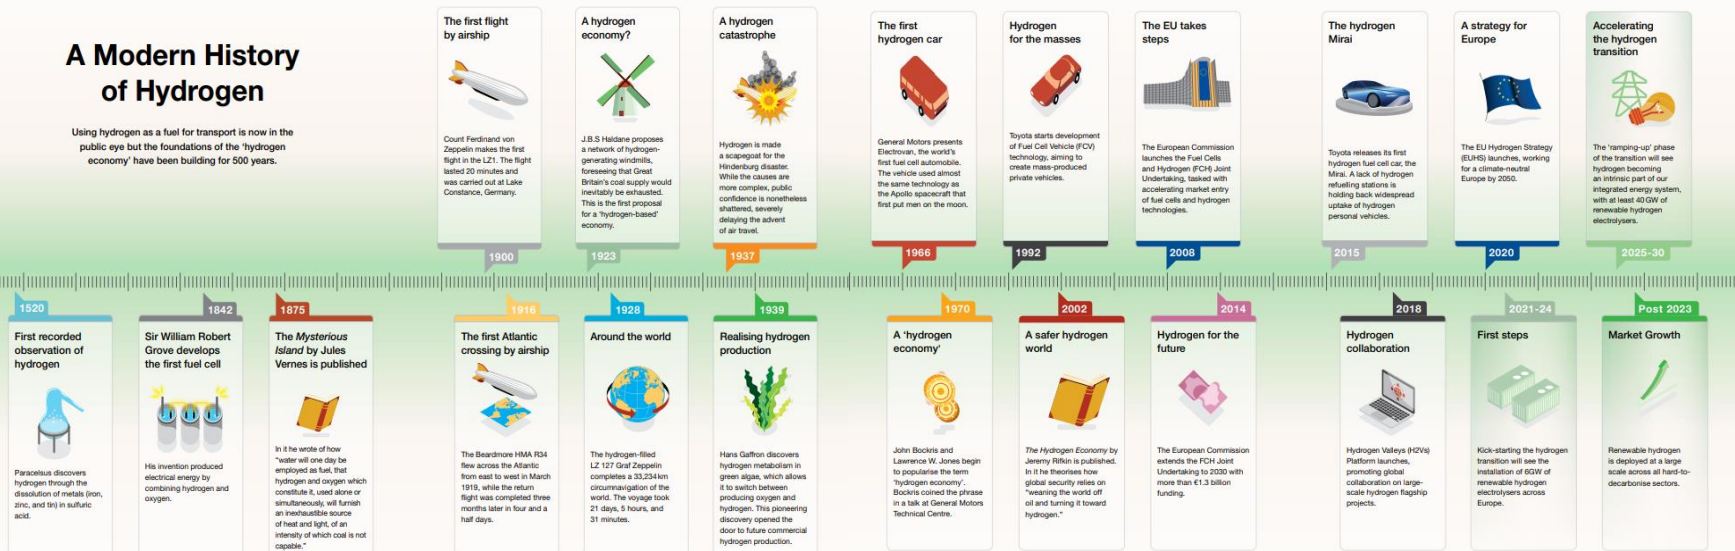 A Modern History
of Hydrogen
Using hydrogen as a fuel for transport is now in the
public eye but the foundations of the ‘hydrogen
economy’ have been building for 500 years.
The first flight
by airship
Count Ferdinand von
Zeppelin makes the first
flight in the LZ1. The flight
lasted 20 minutes and
was carried out at Lake
Constance, Germany.
1900
A hydrogen
economy?
J.B.S Haldane proposes
a network of hydrogen-
generating windmills,
foreseeing that Great
Britain’s coal supply would
inevitably be exhausted.
This is the first proposal
for a ‘hydrogen-based’
economy.
1923
A hydrogen
catastrophe
Hydrogen is made
a scapegoat for the
Hindenburg disaster.
While the causes are
more complex, public
confidence is nonetheless
shattered, severely
delaying the advent
of air travel.
1937
The first
hydrogen car
General Motors presents
Electrovan, the world’s
first fuel cell automobile.
The vehicle used almost
the same technology as
the Apollo spacecraft that
first put men on the moon.
1966
Hydrogen
for the masses
Toyota starts development
of Fuel Cell Vehicle (FCV)
technology, aiming to
create mass-produced
private vehicles.
1992
The EU takes
steps
The European Commission
launches the Fuel Cells
and Hydrogen (FCH) Joint
Undertaking, tasked with
accelerating market entry
of fuel cells and hydrogen
technologies.
2008
The hydrogen
Mirai
Toyota releases its first
hydrogen fuel cell car, the
Mirai. A lack of hydrogen
refuelling stations is
holding back widespread
uptake of hydrogen
personal vehicles.
2015
A strategy for
Europe
The EU Hydrogen Strategy
(EUHS) launches, working
for a climate-neutral
Europe by 2050.
2020
Accelerating
the hydrogen
transition
The ‘ramping-up’ phase
of the transition will see
hydrogen becoming
an intrinsic part of our
integrated energy system,
with at least 40 GW of
renewable hydrogen
electrolysers.
2025-30
1520
First recorded
observation of
hydrogen
Paracelsus discovers
hydrogen through the
dissolution of metals (iron,
zinc, and tin) in sulfuric
acid.
1842
Sir William Robert
Grove develops
the first fuel cell
His invention produced
electrical energy by
combining hydrogen and
oxygen.
1875
The Mysterious
Island by Jules
Vernes is published
In it he wrote of how
“water will one day be
employed as fuel, that
hydrogen and oxygen which
constitute it, used alone or
simultaneously, will furnish
an inexhaustible source
of heat and light, of an
intensity of which coal is not
capable.”
1916
The first Atlantic
crossing by airship
The Beardmore HMA R34
flew across the Atlantic
from east to west in March
1919, while the return
flight was completed three
months later in four and a
half days.
1928
Around the world
The hydrogen-filled
LZ 127 Graf Zeppelin
completes a 33,234 km
circumnavigation of the
world. The voyage took
21 days, 5 hours, and
31 minutes.
1939
Realising hydrogen
production
Hans Gaffron discovers
hydrogen metabolism in
green algae, which allows
it to switch between
producing oxygen and
hydrogen. This pioneering
discovery opened the
door to future commercial
hydrogen production.
1970
A ‘hydrogen
economy’
John Bockris and
Lawrence W. Jones begin
to popularise the term
‘hydrogen economy’.
Bockris coined the phrase
in a talk at General Motors
Technical Centre.
2002
A safer hydrogen
world
The Hydrogen Economy by
Jeremy Rifkin is published.
In it he theorises how
global security relies on
“weaning the world off
oil and turning it toward
hydrogen.”
2014
Hydrogen for the
future
The European Commission
extends the FCH Joint
Undertaking to 2030 with
more than €1.3 billion
funding.
2018
Hydrogen
collaboration
Hydrogen Valleys (H2Vs)
Platform launches,
promoting global
collaboration on large-
scale hydrogen flagship
projects.
2021-24
First steps
Kick-starting the hydrogen
transition will see the
installation of 6GW of
renewable hydrogen
electrolysers across
Europe.
Post 2023
Market Growth
Renewable hydrogen
is deployed at a large
scale across all hard-to-
decarbonise sectors.